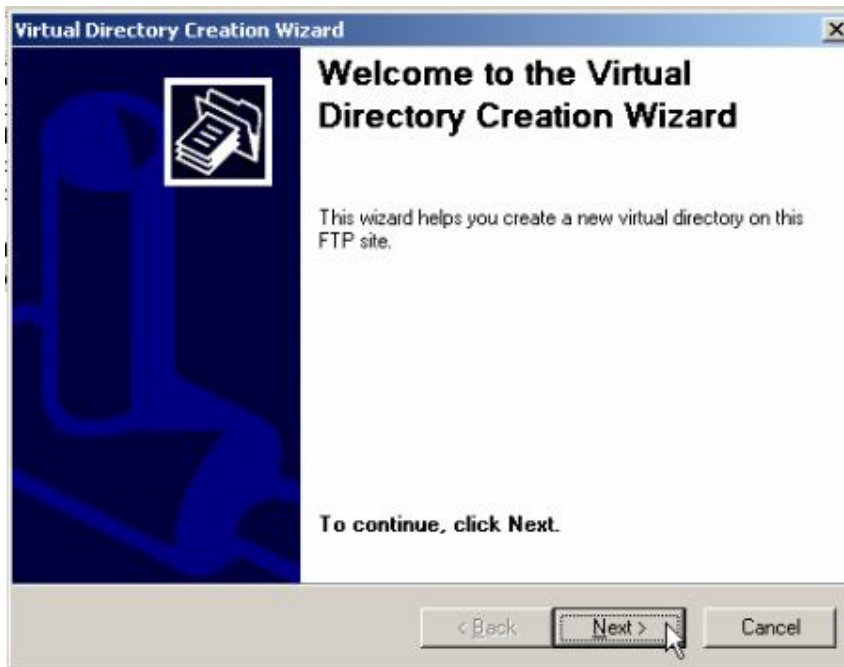 Virtual Directory Creation Wizard
Welcome to the Virtual
Directory Creation Wizard
This wizard helps you create a new virtual directory on this
FTP site.
To continue, click Next.
< Back
Next >
Cancel